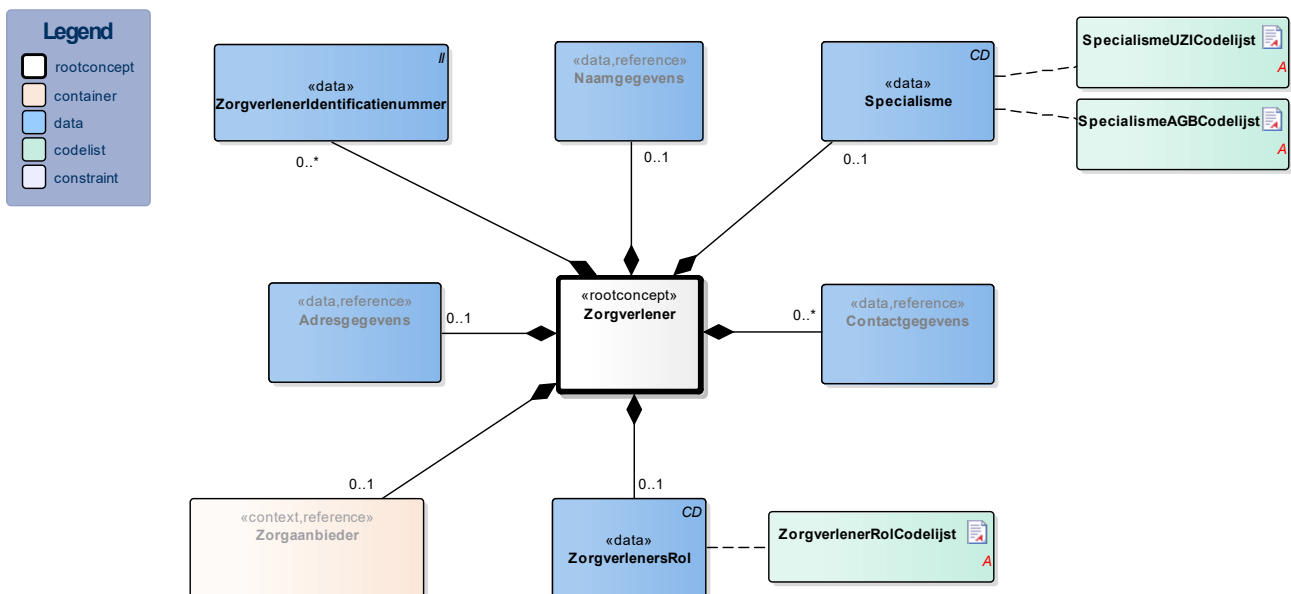 Legend
rootconcept
container
data
codelist
constraint
II
«data»
ZorgverlenerIdentificatienummer
0..*
«data,reference»
Naamgegevens
0..1
CD
«data»
Specialisme
0..1
SpecialismeUZICodelijst
A
SpecialismeAGBCodelijst
A
«data,reference»
Adresgegevens
0..1
«rootconcept»
Zorgverlener
0..*
«data,reference»
Contactgegevens
0..1
«context,reference»
Zorgaanbieder
0..1
CD
«data»
ZorgverlenersRol
ZorgverlenerRolCodelijst
A